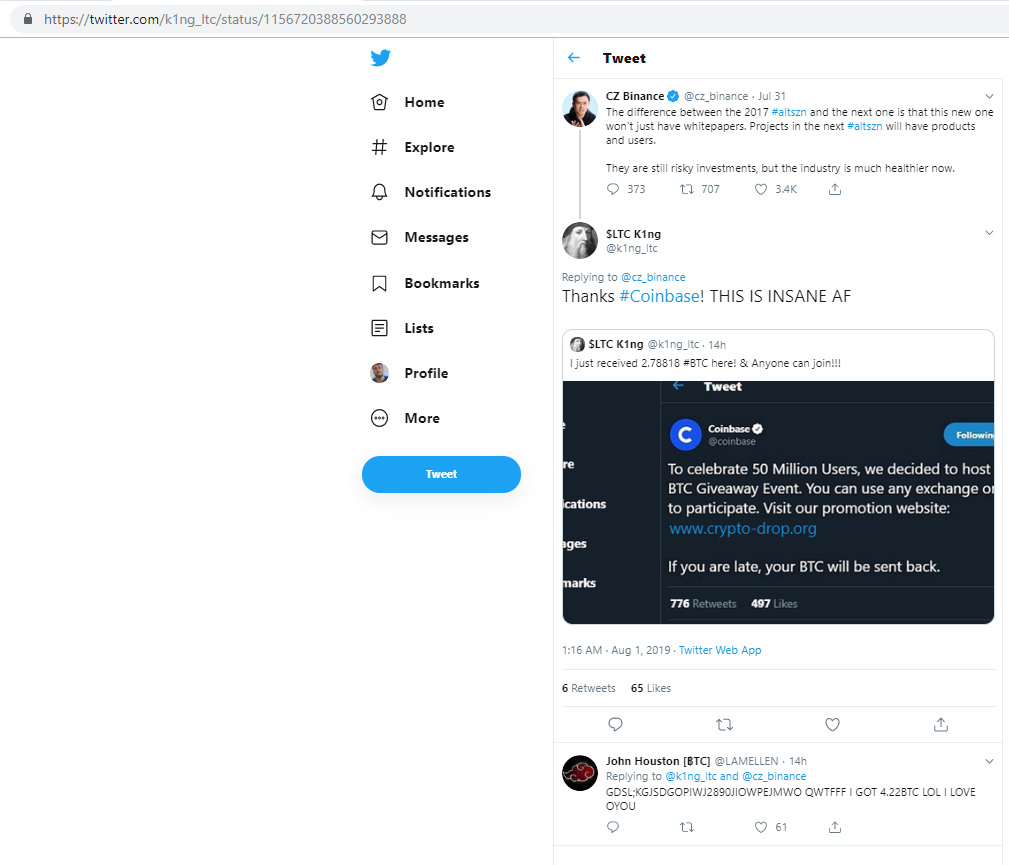 https://twitter.com/k1ng_ltc/status/1156720388560293888
Home
Explore
Notifications
Messages
Bookmarks
Lists
Profile
More
Tweet
Tweet
CZ Binance @cz_binance · Jul 31
The difference between the 2017 #altszn and the next one is that this new one
won't just have whitepapers. Projects in the next #altszn will have products
and users.
They are still risky investments, but the industry is much healthier now.
373 707 3.4K
$LTC K1ng
@k1ng_ltc
Replying to @cz_binance
Thanks #Coinbase! THIS IS INSANE AF
$LTC K1ng @k1ng_ltc · 14h
I just received 2.78818 #BTC here! & Anyone can join!!!
Tweet
Coinbase
@coinbase
Following
To celebrate 50 Million Users, we decided to host
BTC Giveaway Event. You can use any exchange or
to participate. Visit our promotion website:
www.crypto-drop.org
If you are late, your BTC will be sent back.
776 Retweets 497 Likes
e
re
ications
ages
marks
1:16 AM · Aug 1, 2019 · Twitter Web App
6 Retweets 65 Likes
John Houston [฿TC] @LAMELLEN · 14h
Replying to @k1ng_ltc and @cz_binance
GDSL;KGJSDGOPIWJ2890JIOWPEJMWO QWTFFF I GOT 4.22BTC LOL I LOVE
OYOU
61